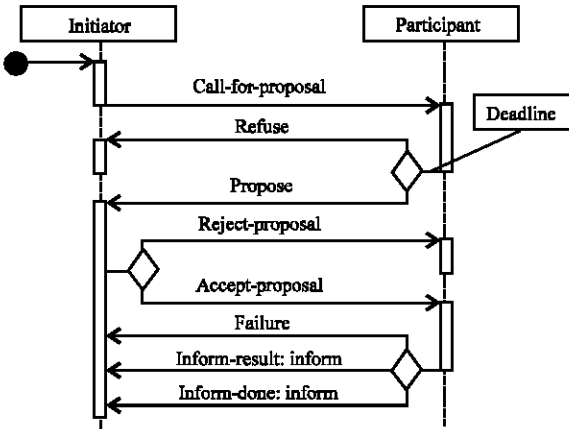 Initiator
Participant
Call-for-proposal
Deadline
Refuse
Propose
Reject-proposal
Accept-proposal
Failure
Inform-result: inform
Inform-done: inform